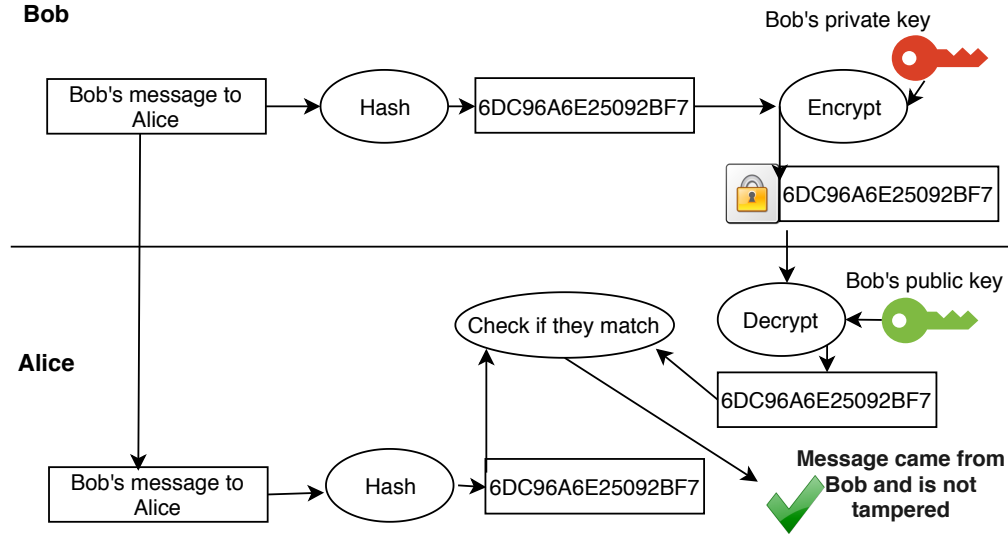 Bob
Bob's private key
Bob's message to
Alice
Hash
6DC96A6E25092BF7
Encrypt
6DC96A6E25092BF7
Bob's public key
Check if they match
Decrypt
Alice
6DC96A6E25092BF7
Bob's message to
Alice
Hash
6DC96A6E25092BF7
Message came from
Bob and is not
tampered